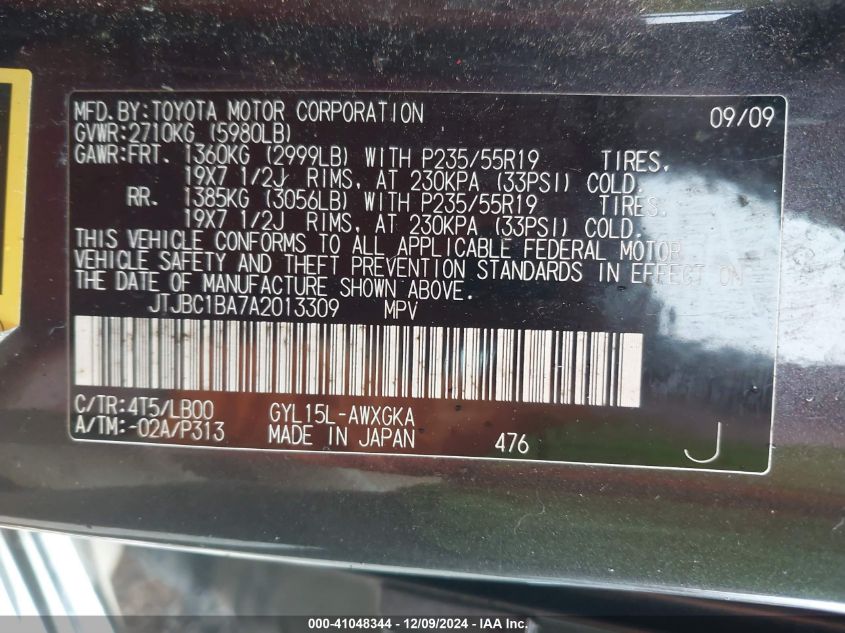 MFD.BY:TOYOTA MOTOR CORPORATION 09/09
GVWR:2710KG (5980LB)
GAWR:FRT. 1360KG (2999LB) WITH P235/55R19 TIRES,
19X7 1/2J RIMS, AT 230KPA (33PSI) COLD.
RR. 1385KG (3056LB) WITH P235/55R19 TIRES.
19X7 1/2J RIMS, AT 230KPA (33PSI) COLD.
THIS VEHICLE CONFORMS TO ALL APPLICABLE FEDERAL MOTOR
VEHICLE SAFETY AND THEFT PREVENTION STANDARDS IN EFFECT ON
THE DATE OF MANUFACTURE SHOWN ABOVE.
JTJBC1BA7A2013309 MPV
C/TR:4T5/LB00 GYL15L-AWXGKA
A/TM:-02A/P313 MADE IN JAPAN 476 J
000-41048344 - 12/09/2024 - IAA Inc.